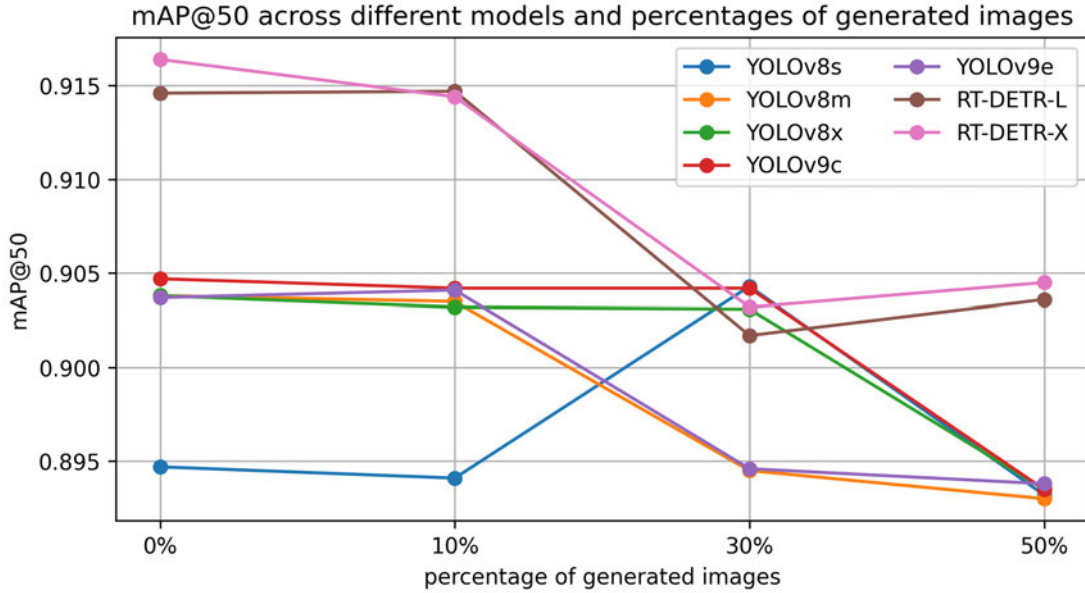 mAP@50 across different models and percentages of generated images
0.915
0.910
0.905
0.900
0.895
mAP@50
YOLOv8s
YOLOv8m
YOLOv8x
YOLOv9c
YOLOv9e
RT-DETR-L
RT-DETR-X
0% 10% 30% 50%
percentage of generated images